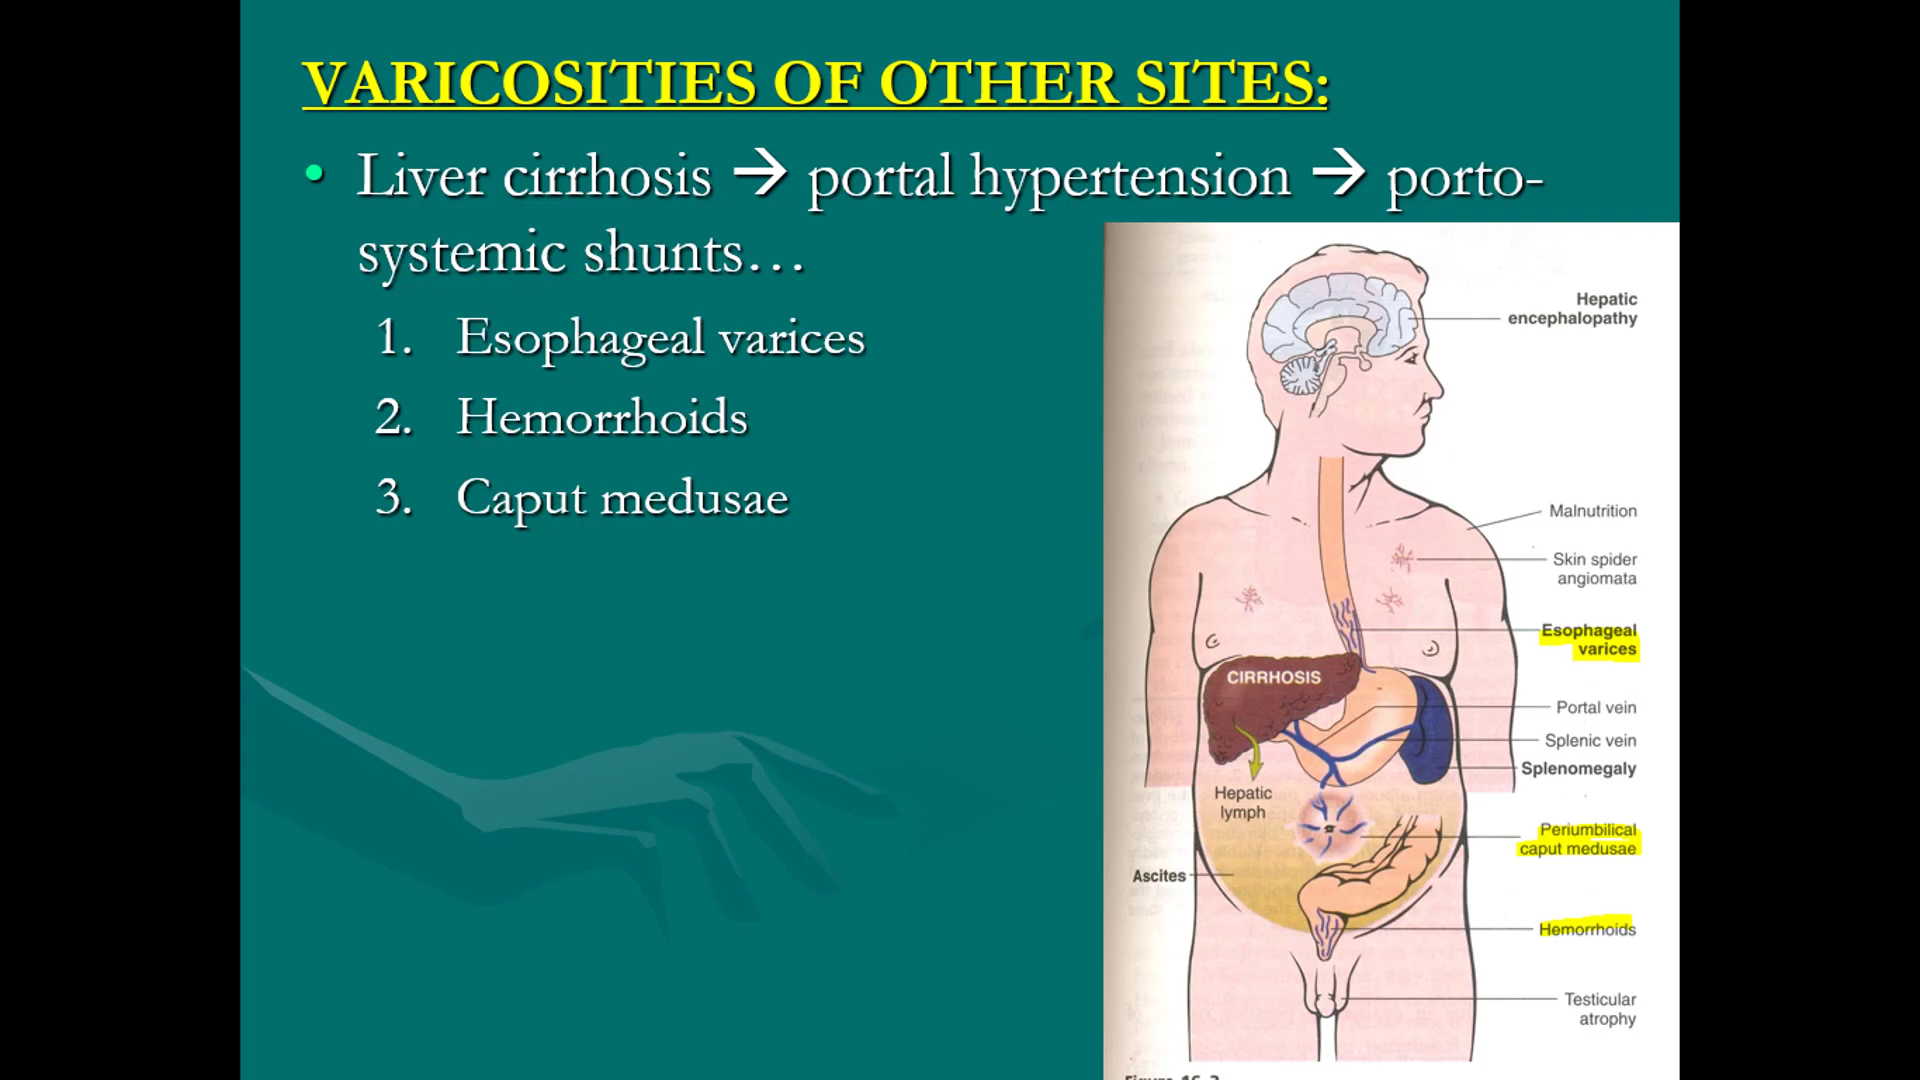 VARICOSITIES OF OTHER SITES:
• Liver cirrhosis → portal hypertension → porto-
systemic shunts…
1. Esophageal varices
2. Hemorrhoids
3. Caput medusae
Hepatic
encephalopathy
Malnutrition
Skin spider
angiomata
Esophageal
varices
CIRRHOSIS
Portal vein
Splenic vein
Splenomegaly
Hepatic
lymph
Periumbilical
caput medusae
Ascites
Hemorrhoids
Testicular
atrophy